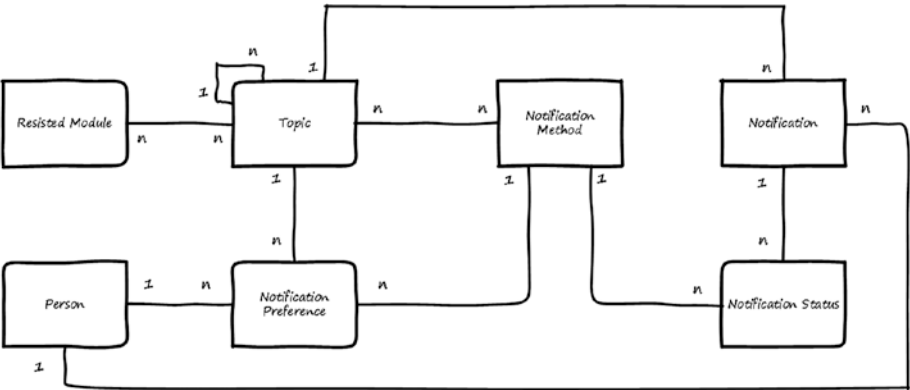 n
1
1
n
Resisted Module
n
n
Topic
n
n
Notification
Method
Notification
n
1
1
1
1
n
n
Person
1
n
Notification
Preference
n
n
Notification Status
1